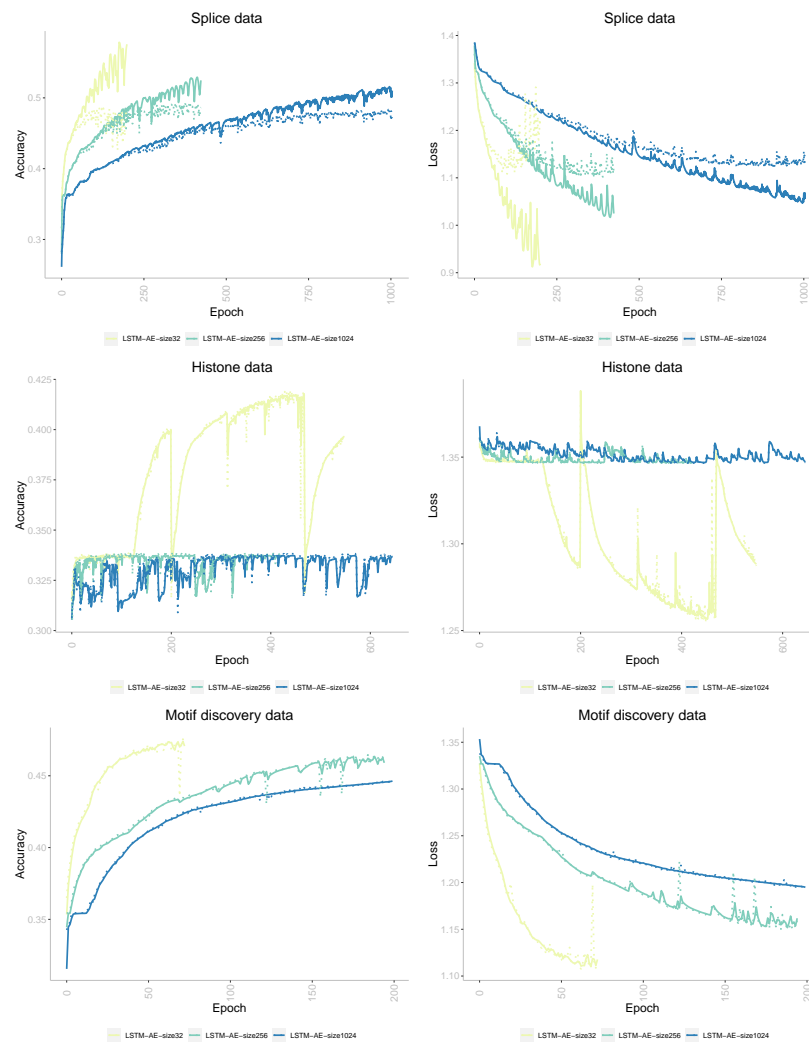 Splice data
Accuracy
0.5
0.4
0.3
0
250
500
750
1000
Epoch
LSTM-AE-size32 LSTM-AE-size256 LSTM-AE-size1024
Splice data
Loss
1.4
1.3
1.2
1.1
1.0
0.9
0
250
500
750
1000
Epoch
LSTM-AE-size32 LSTM-AE-size256 LSTM-AE-size1024
Histone data
Accuracy
0.425
0.400
0.375
0.350
0.325
0.300
0
200
400
600
Epoch
LSTM-AE-size32 LSTM-AE-size256 LSTM-AE-size1024
Histone data
Loss
1.35
1.30
1.25
0
200
400
600
Epoch
LSTM-AE-size32 LSTM-AE-size256 LSTM-AE-size1024
Motif discovery data
Accuracy
0.45
0.40
0.35
0
50
100
150
200
Epoch
LSTM-AE-size32 LSTM-AE-size256 LSTM-AE-size1024
Motif discovery data
Loss
1.35
1.30
1.25
1.20
1.15
1.10
0
50
100
150
200
Epoch
LSTM-AE-size32 LSTM-AE-size256 LSTM-AE-size1024